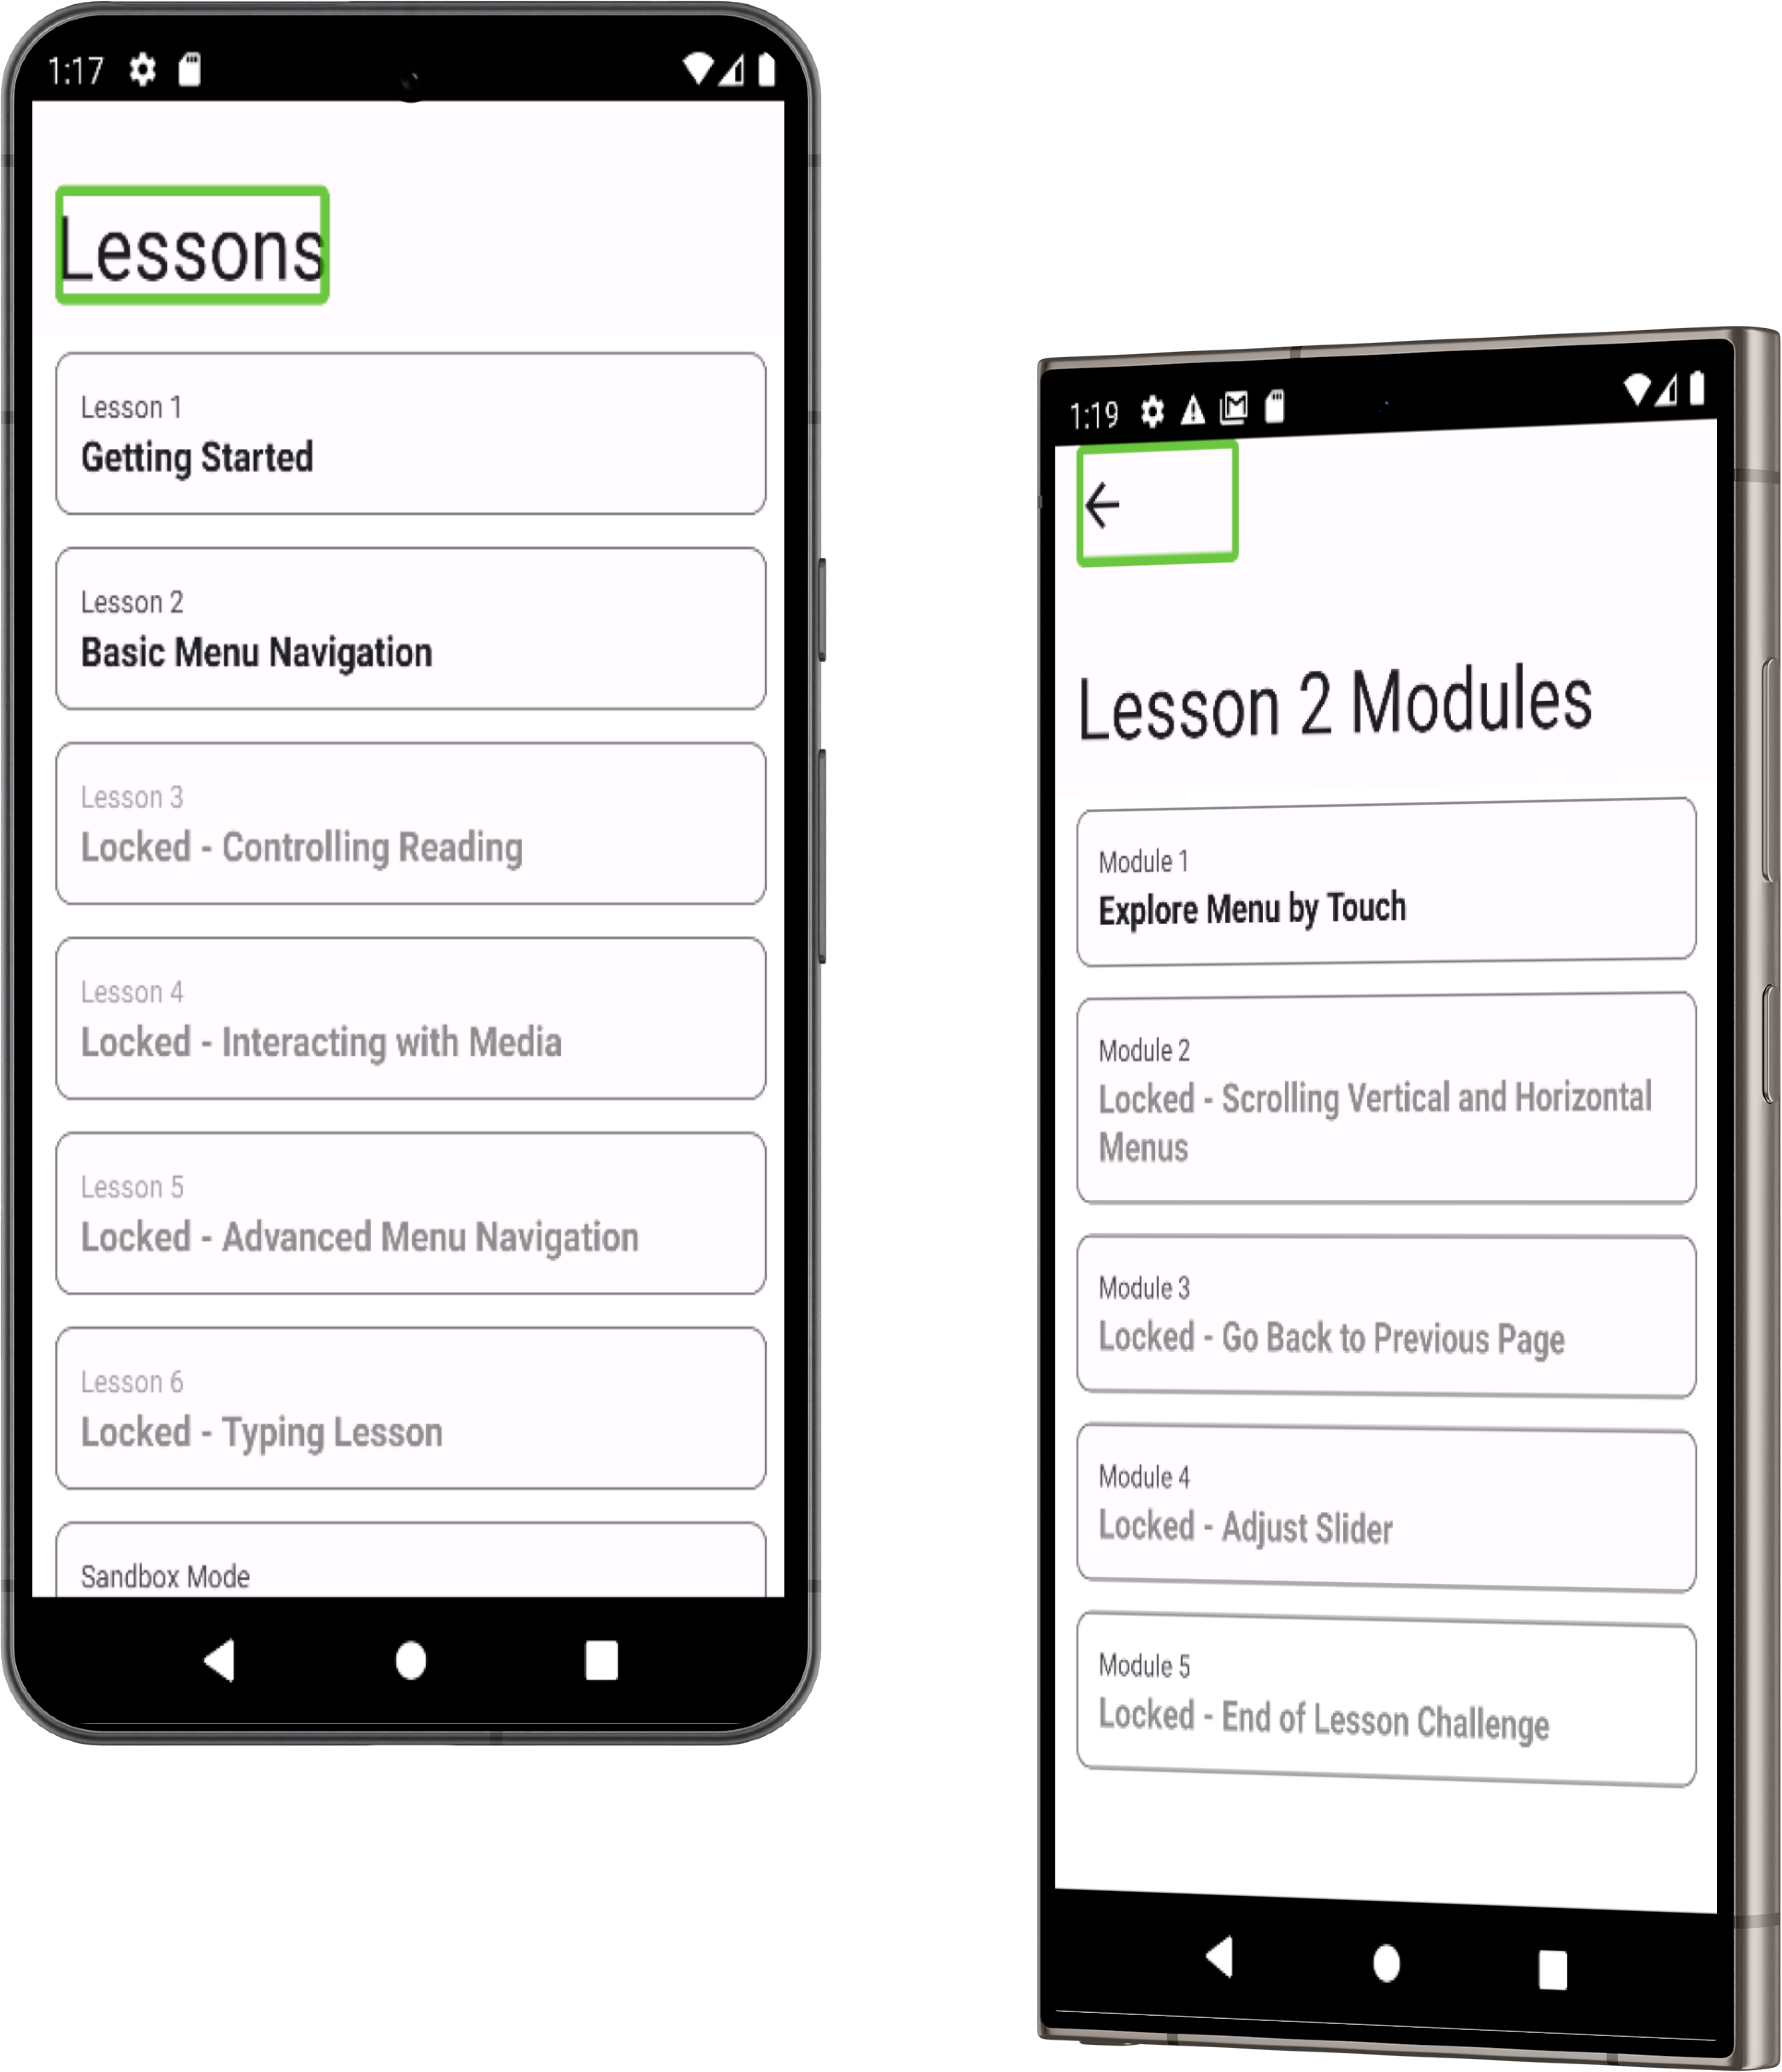 1:17
Lessons
Lesson 1
Getting Started
Lesson 2
Basic Menu Navigation
Lesson 3
Locked - Controlling Reading
Lesson 4
Locked - Interacting with Media
Lesson 5
Locked - Advanced Menu Navigation
Lesson 6
Locked - Typing Lesson
Sandbox Mode
1:19
Lesson 2 Modules
Module 1
Explore Menu by Touch
Module 2
Locked - Scrolling Vertical and Horizontal
Menus
Module 3
Locked - Go Back to Previous Page
Module 4
Locked - Adjust Slider
Module 5
Locked - End of Lesson Challenge